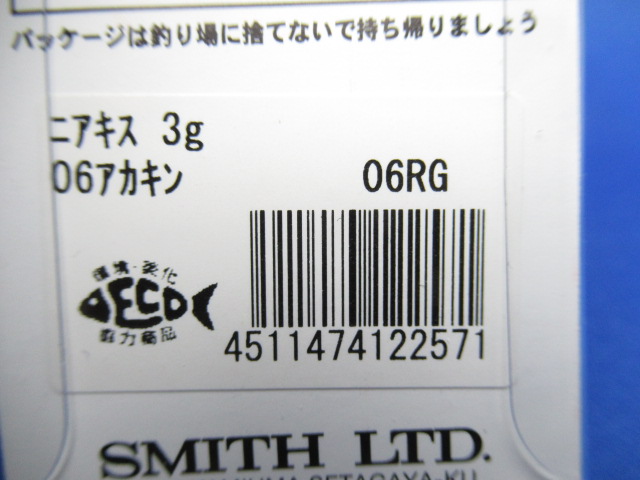 パッケージは釣り場に捨てないで持ち帰りましょう
ニアキス 3g
06アカキン 06RG
環境・美化
ECO
協力商品
4511474122571
SMITH LTD.
SETAGAYA-KU